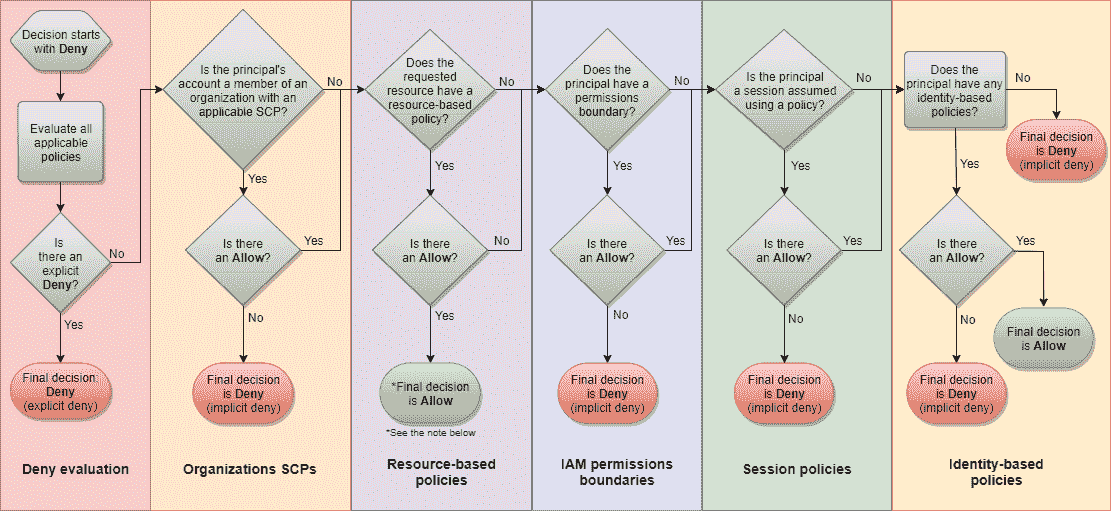 Decision starts
with Deny
Evaluate all
applicable
policies
Is
there an
explicit
Deny?
No
Yes
Final decision
Deny
(explicit deny)
Deny evaluation
Is the principal's
account a member of an
organization with an
applicable SCP?
No
Yes
Is there
an Allow?
Yes
No
Final decision
is Deny
(implicit deny)
Organizations SCPs
Does the
requested
resource have a
resource-based
policy?
No
Yes
Is there
an Allow?
No
Yes
*Final decision
is Allow
*See the note below
Resource-based
policies
Does the
principal have a
permissions
boundary?
No
Yes
Is there
an Allow?
Yes
No
Final decision
is Deny
(implicit deny)
IAM permissions
boundaries
Is the principal
a session assumed
using a policy?
No
Yes
Is there
an Allow?
Yes
No
Final decision
is Deny
(implicit deny)
Session policies
Does the
principal have any
identity-based
policies?
No
Final decision
is Deny
(implicit deny)
Yes
Is there
an Allow?
Yes
Final decision
is Allow
No
Final decision
is Deny
(implicit deny)
Identity-based
policies